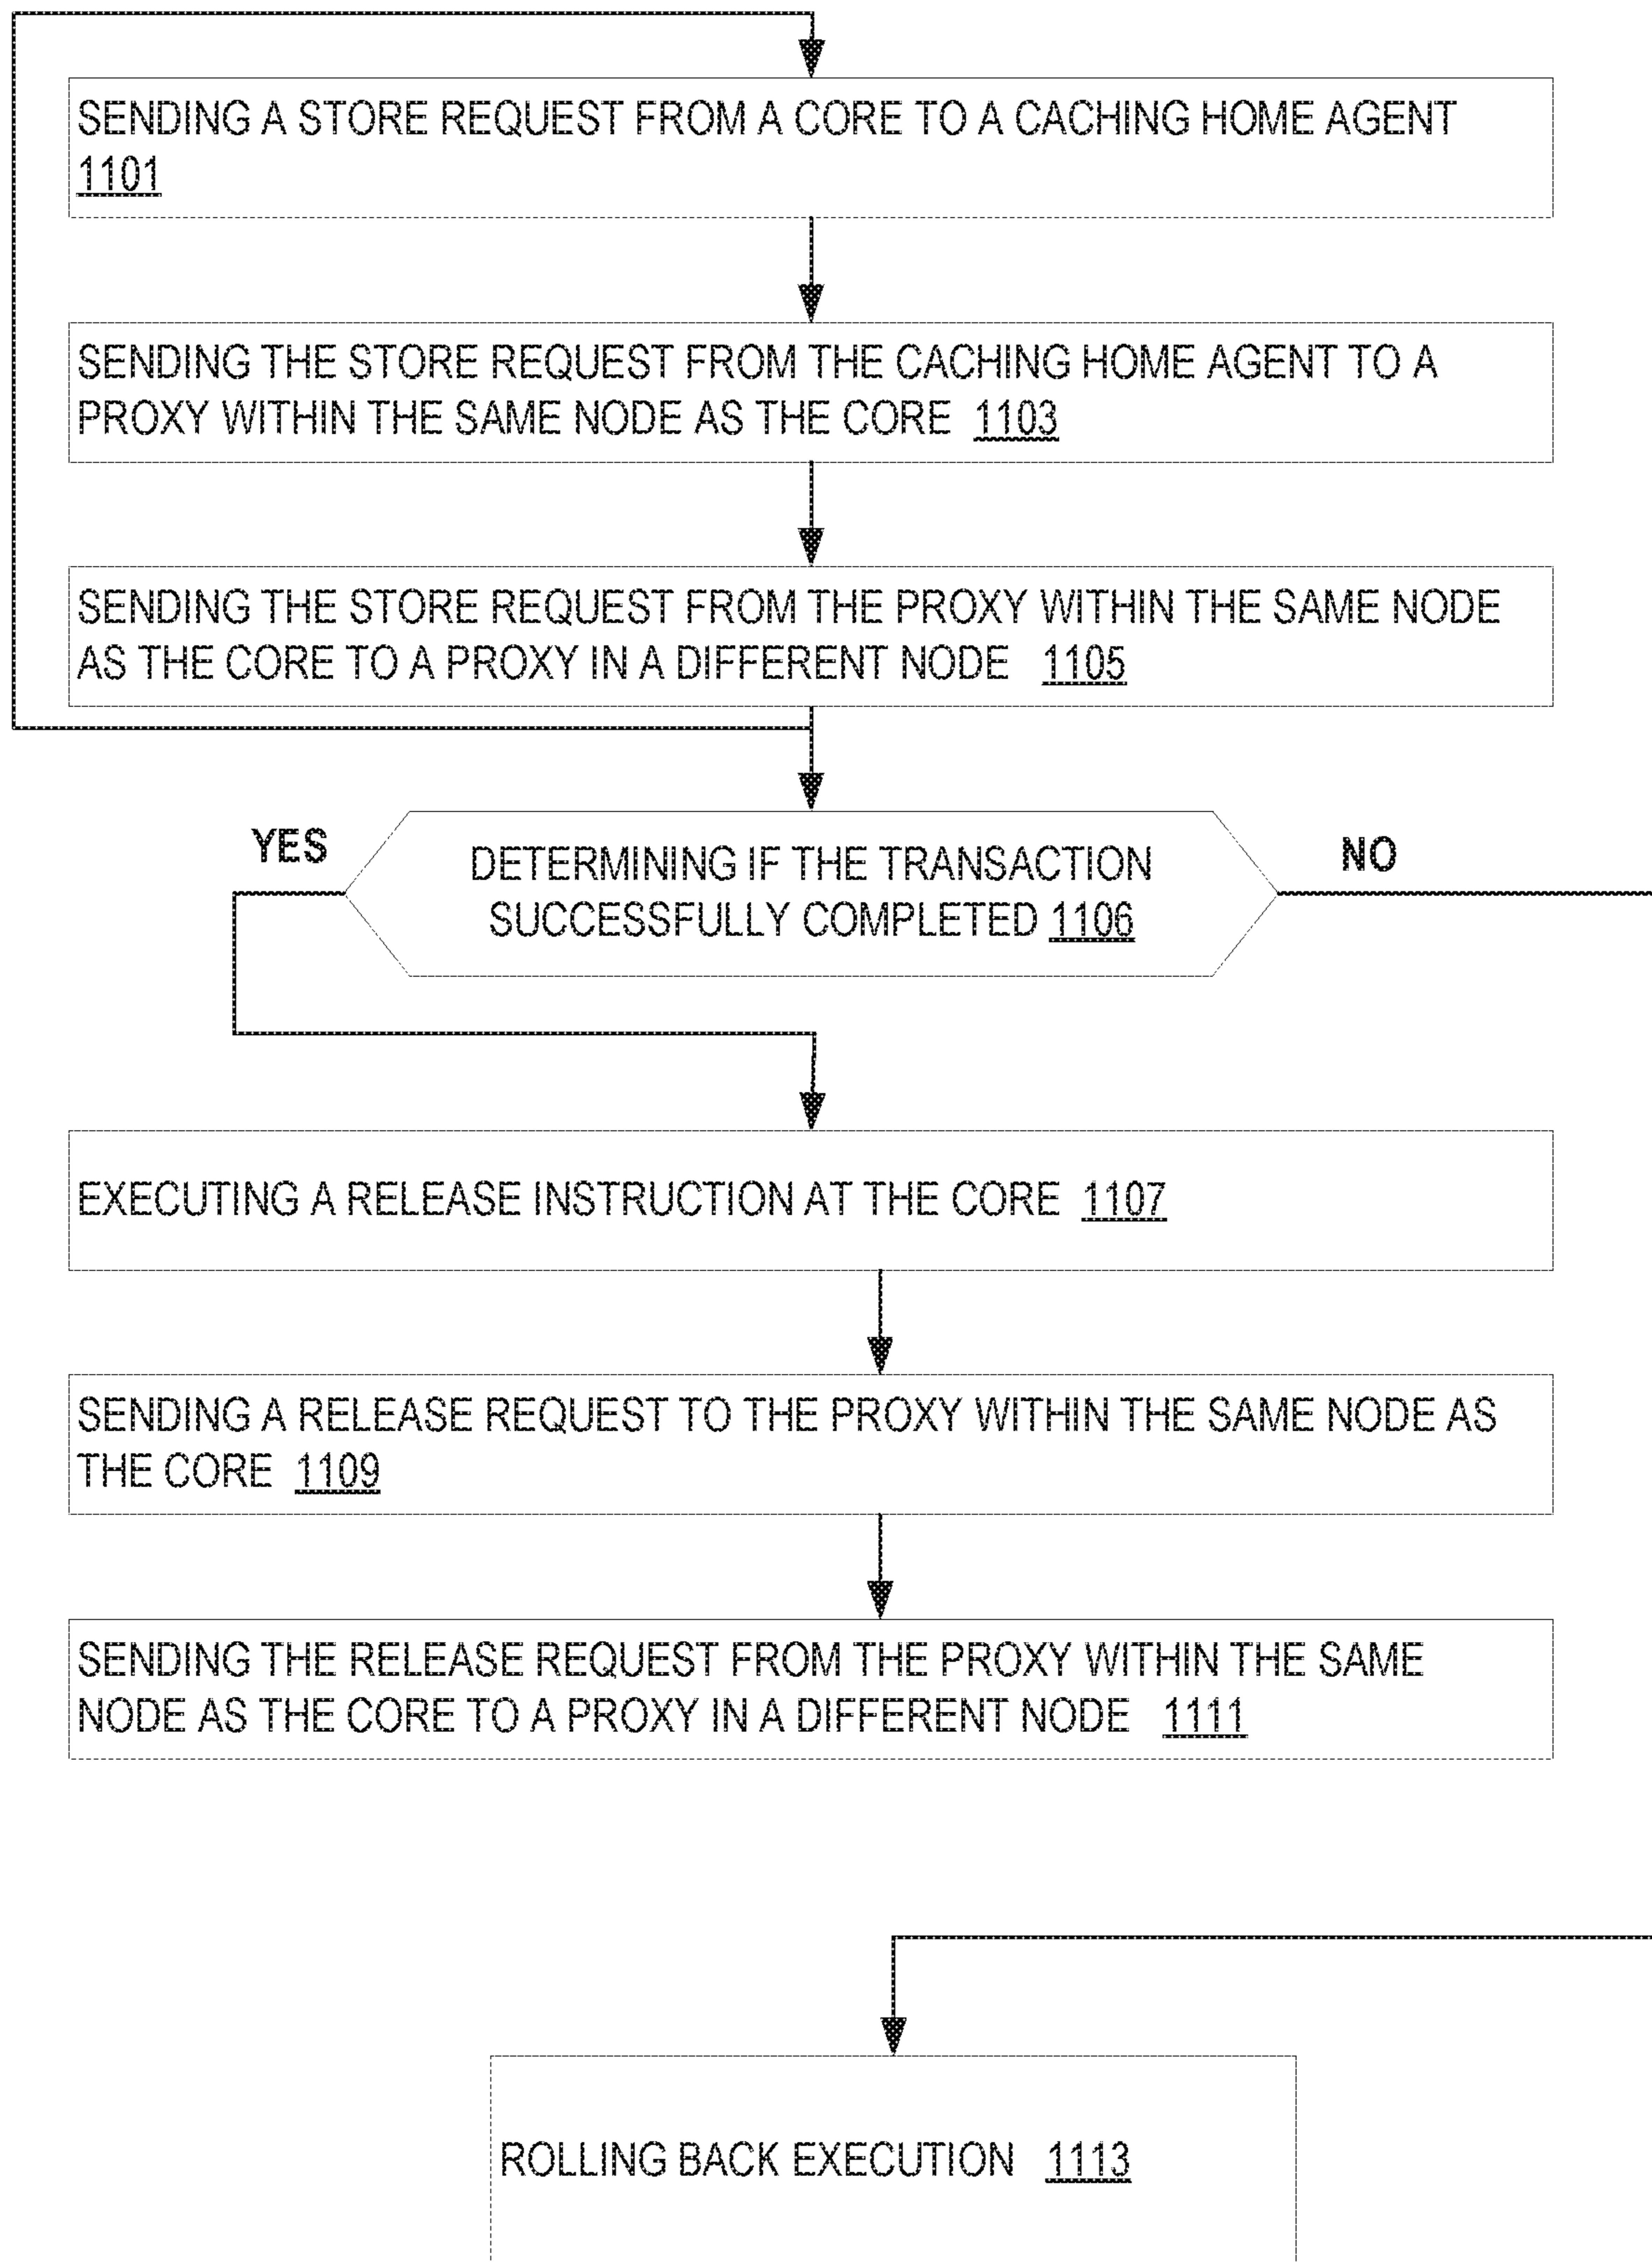 SENDING A STORE REQUEST FROM A CORE TO A CACHING HOME AGENT
1101
SENDING THE STORE REQUEST FROM THE CACHING HOME AGENT TO A
PROXY WITHIN THE SAME NODE AS THE CORE 1103
SENDING THE STORE REQUEST FROM THE PROXY WITHIN THE SAME NODE
AS THE CORE TO A PROXY IN A DIFFERENT NODE 1105
YES
NO
DETERMINING IF THE TRANSACTION
SUCCESSFULLY COMPLETED 1106
EXECUTING A RELEASE INSTRUCTION AT THE CORE 1107
SENDING A RELEASE REQUEST TO THE PROXY WITHIN THE SAME NODE AS
THE CORE 1109
SENDING THE RELEASE REQUEST FROM THE PROXY WITHIN THE SAME
NODE AS THE CORE TO A PROXY IN A DIFFERENT NODE 1111
ROLLING BACK EXECUTION 1113